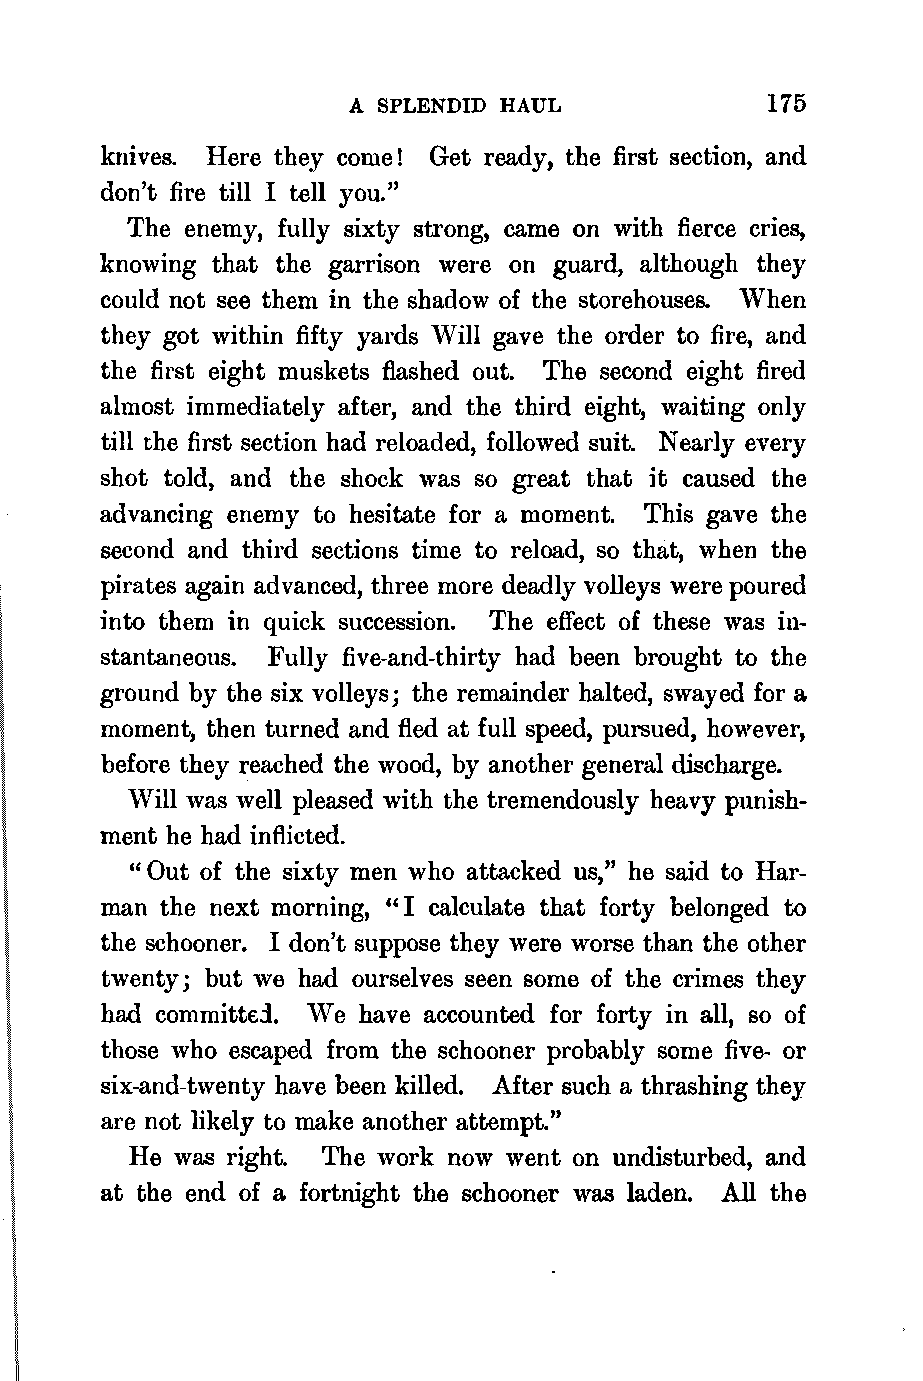 A SPLENDID HAUL 175
knives. Here they come! Get ready, the first section, and
don't fire till I tell you."
The enemy, fully sixty strong, came on with fierce cries,
knowing that the garrison were on guard, although they
could not see them in the shadow of the storehouses. When
they got within fifty yards Will gave the order to fire, and
the first eight muskets flashed out. The second eight fired
almost immediately after, and the third eight, waiting only
till the first section had reloaded, followed suit. Nearly every
shot told, and the shock was so great that it caused the
advancing enemy to hesitate for a moment. This gave the
second and third sections time to reload, so that, when the
pirates again advanced, three more deadly volleys were poured
into them in quick succession. The effect of these was in-
stantaneous. Fully five-and-thirty had been brought to the
ground by the six volleys; the remainder halted, swayed for a
moment, then turned and fled at full speed, pursued, however,
before they reached the wood, by another general discharge.
Will was well pleased with the tremendously heavy punish-
ment he had inflicted.
"Out of the sixty men who attacked us," he said to Har-
man the next morning, "I calculate that forty belonged to
the schooner. I don't suppose they were worse than the other
twenty; but we had ourselves seen some of the crimes they
had committed. We have accounted for forty in all, so of
those who escaped from the schooner probably some five- or
six-and-twenty have been killed. After such a thrashing they
are not likely to make another attempt."
He was right. The work now went on undisturbed, and
at the end of a fortnight the schooner was laden. All the